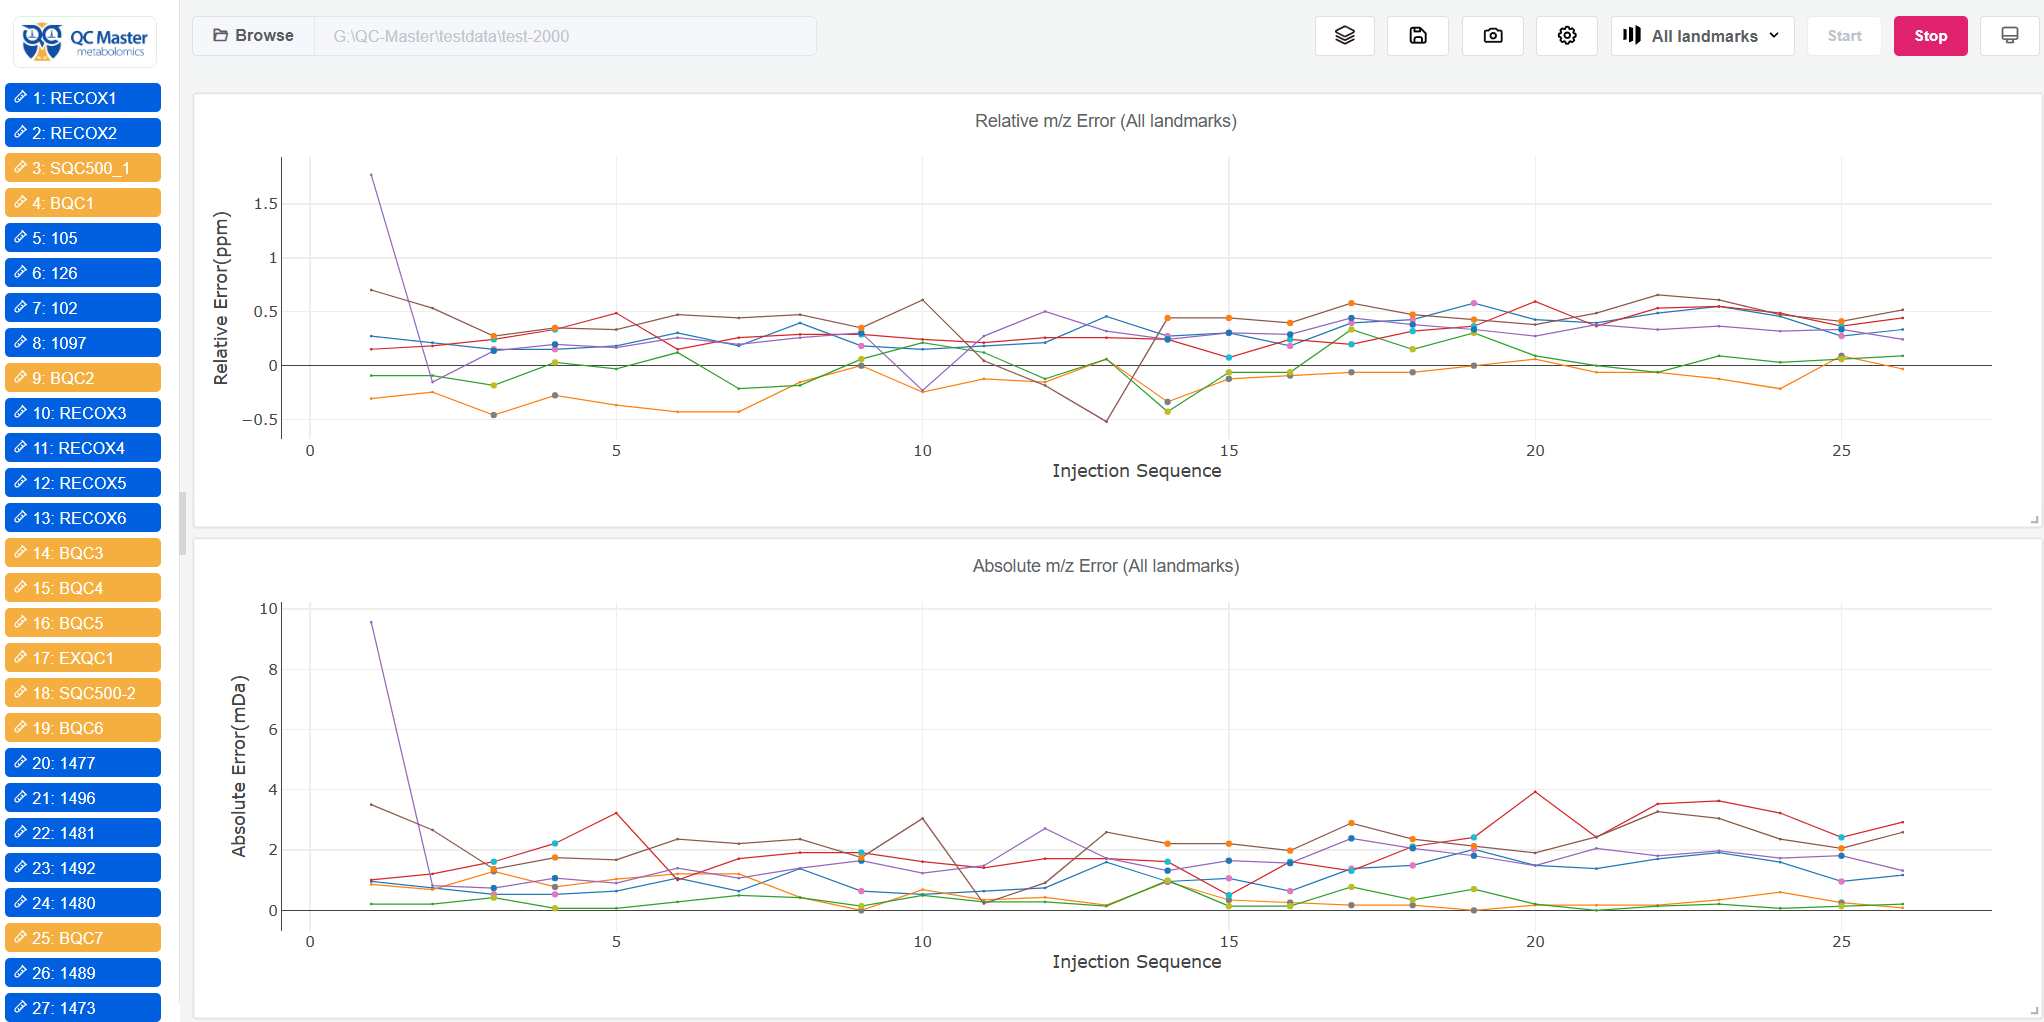 QC Master
metabolomics
Browse
G:\QC-Master\testdata\test-2000
All landmarks
Start
Stop
1: RECOX1
2: RECOX2
3: SQC500_1
4: BQC1
5: 105
6: 126
7: 102
8: 1097
9: BQC2
10: RECOX3
11: RECOX4
12: RECOX5
13: RECOX6
14: BQC3
15: BQC4
16: BQC5
17: EXQC1
18: SQC500-2
19: BQC6
20: 1477
21: 1496
22: 1481
23: 1492
24: 1480
25: BQC7
26: 1489
27: 1473
Relative m/z Error (All landmarks)
Relative Error(ppm)
1.5
1
0.5
0
−0.5
0 5 10 15 20 25
Injection Sequence
Absolute m/z Error (All landmarks)
Absolute Error(mDa)
10
8
6
4
2
0
0 5 10 15 20 25
Injection Sequence